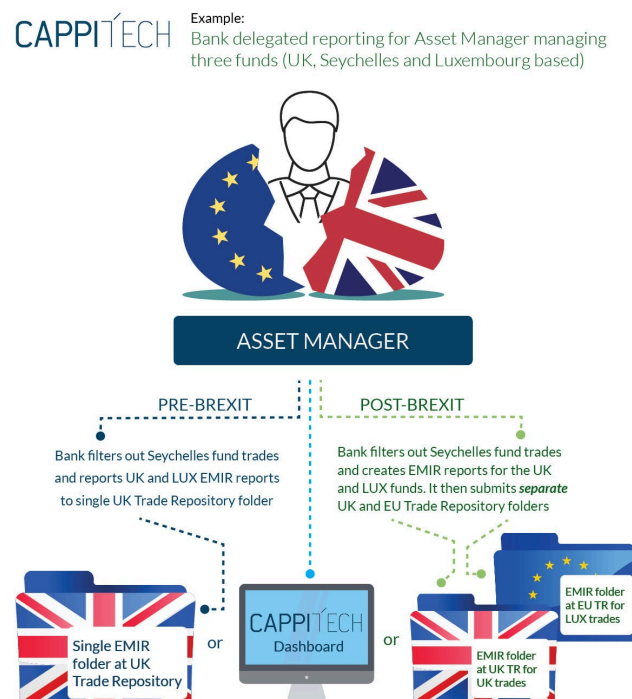 CAPPITECH
Example:
Bank delegated reporting for Asset Manager managing
three funds (UK, Seychelles and Luxembourg based)
ASSET MANAGER
PRE-BREXIT
POST-BREXIT
Bank filters out Seychelles fund trades
and reports UK and LUX EMIR reports
to single UK Trade Repository folder
Bank filters out Seychelles fund trades
and creates EMIR reports for the UK
and LUX funds. It then submits separate
UK and EU Trade Repository folders
Single EMIR
folder at UK
Trade Repository
or
CAPPITECH
Dashboard
or
EMIR folder
at EU TR for
LUX trades
EMIR folder
at UK TR for
UK trades